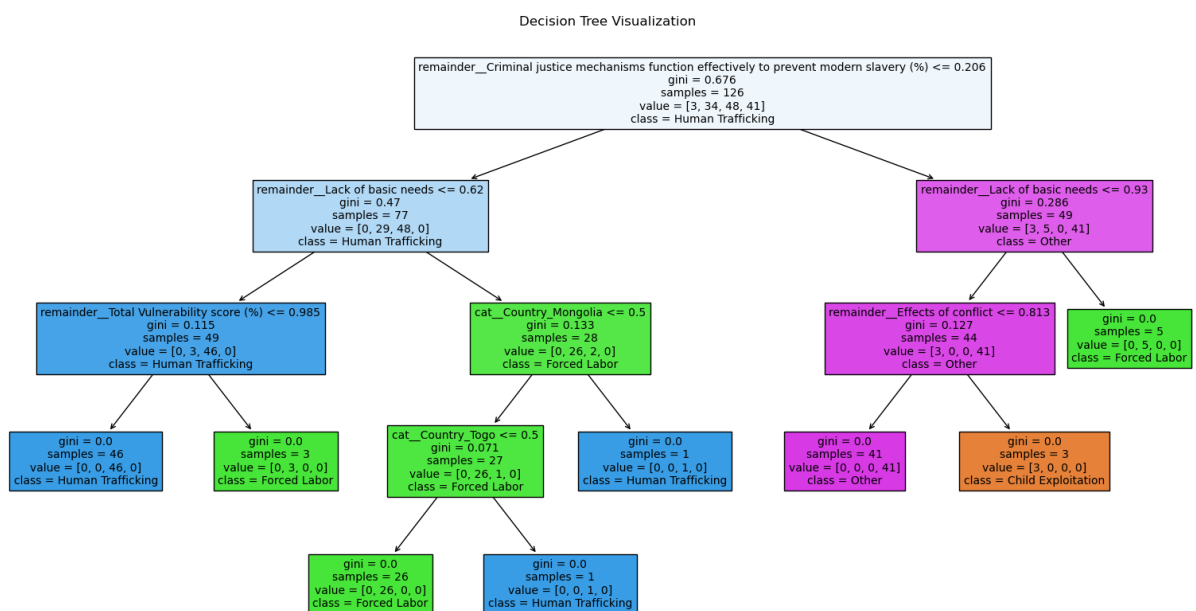 Decision Tree Visualization
remainder__Criminal justice mechanisms function effectively to prevent modern slavery (%) <= 0.206
gini = 0.676
samples = 126
value = [3, 34, 48, 41]
class = Human Trafficking
remainder__Lack of basic needs <= 0.62
gini = 0.47
samples = 77
value = [0, 29, 48, 0]
class = Human Trafficking
remainder__Lack of basic needs <= 0.93
gini = 0.286
samples = 49
value = [3, 5, 0, 41]
class = Other
remainder__Total Vulnerability score (%) <= 0.985
gini = 0.115
samples = 49
value = [0, 3, 46, 0]
class = Human Trafficking
cat__Country_Mongolia <= 0.5
gini = 0.133
samples = 28
value = [0, 26, 2, 0]
class = Forced Labor
remainder__Effects of conflict <= 0.813
gini = 0.127
samples = 44
value = [3, 0, 0, 41]
class = Other
gini = 0.0
samples = 5
value = [0, 5, 0, 0]
class = Forced Labor
gini = 0.0
samples = 46
value = [0, 0, 46, 0]
class = Human Trafficking
gini = 0.0
samples = 3
value = [0, 3, 0, 0]
class = Forced Labor
cat__Country_Togo <= 0.5
gini = 0.071
samples = 27
value = [0, 26, 1, 0]
class = Forced Labor
gini = 0.0
samples = 1
value = [0, 0, 1, 0]
class = Human Trafficking
gini = 0.0
samples = 41
value = [0, 0, 0, 41]
class = Other
gini = 0.0
samples = 3
value = [3, 0, 0, 0]
class = Child Exploitation
gini = 0.0
samples = 26
value = [0, 26, 0, 0]
class = Forced Labor
gini = 0.0
samples = 1
value = [0, 0, 1, 0]
class = Human Trafficking